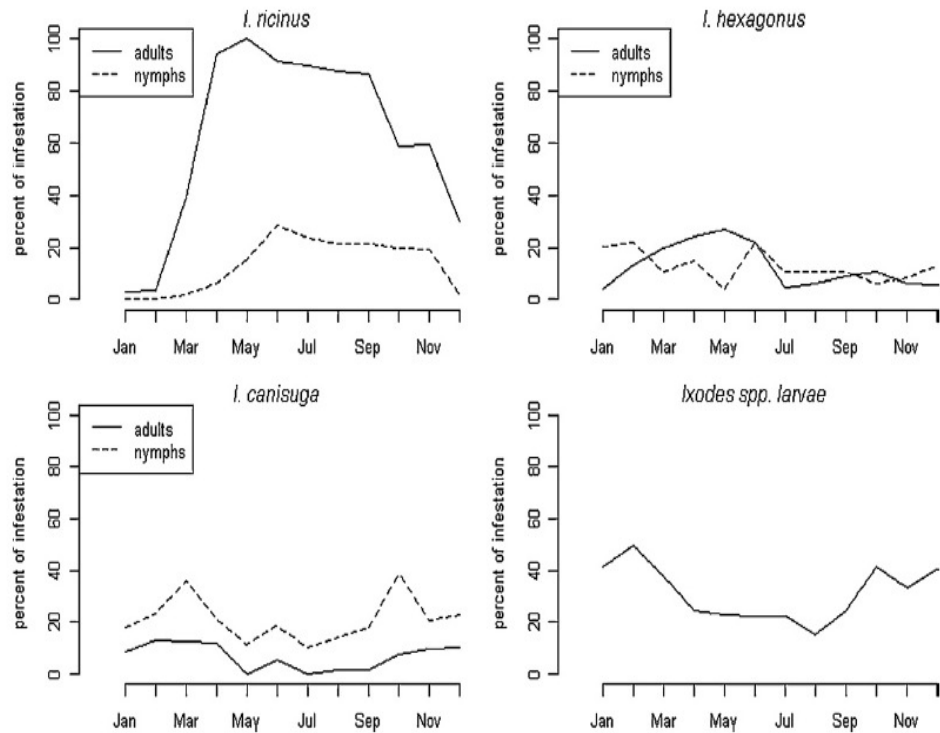 I. ricinus
adults
nymphs
percent of infestation
100
80
60
40
20
0
Jan Mar May Jul Sep Nov
I. hexagonus
adults
nymphs
percent of infestation
100
80
60
40
20
0
Jan Mar May Jul Sep Nov
I. canisuga
adults
nymphs
percent of infestation
100
80
60
40
20
0
Jan Mar May Jul Sep Nov
Ixodes spp. larvae
percent of infestation
100
80
60
40
20
0
Jan Mar May Jul Sep Nov